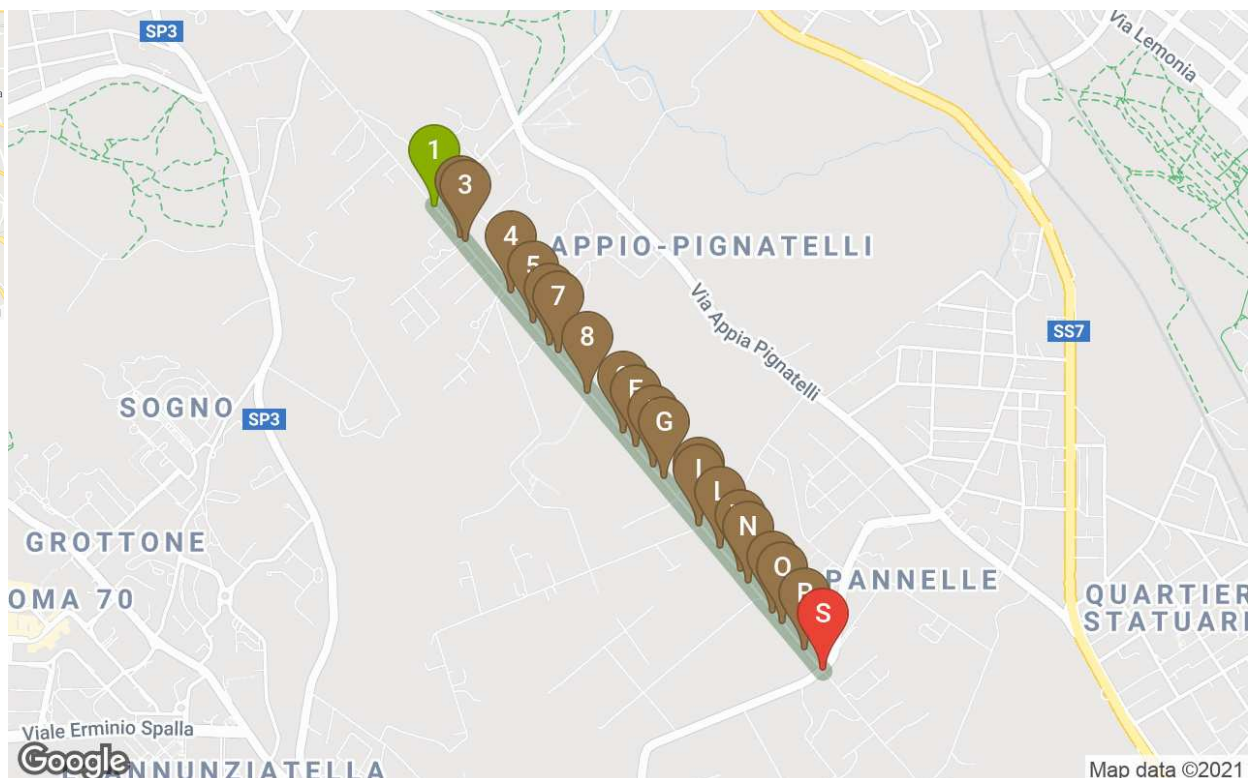 SP3
Via Lemonia
1
3
4
APPIO-PIGNATELLI
5
7
Via Appia Pignatelli
SS7
8
SOGNO
SP3
G
L
N
GROTTONE
O
PANNELLE
OMA 70
QUARTIER
STATUARI
S
Viale Erminio Spalla
Google
ANNUNZIATELLA
Map data ©2021